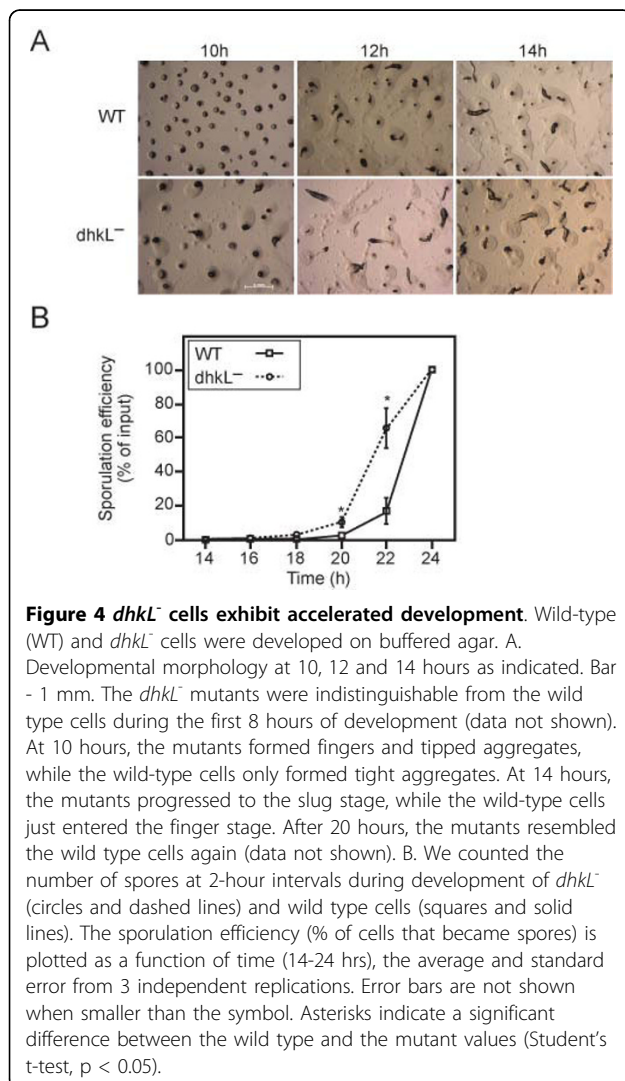 A
10h 12h 14h
WT
dhkL⁻
B
WT
dhkL⁻
Sporulation efficiency
(% of input)
100
80
60
40
20
0
* *
14 16 18 20 22 24
Time (h)
Figure 4 dhkL⁻ cells exhibit accelerated development. Wild-type
(WT) and dhkL⁻ cells were developed on buffered agar. A.
Developmental morphology at 10, 12 and 14 hours as indicated. Bar
- 1 mm. The dhkL⁻ mutants were indistinguishable from the wild
type cells during the first 8 hours of development (data not shown).
At 10 hours, the mutants formed fingers and tipped aggregates,
while the wild-type cells only formed tight aggregates. At 14 hours,
the mutants progressed to the slug stage, while the wild-type cells
just entered the finger stage. After 20 hours, the mutants resembled
the wild type cells again (data not shown). B. We counted the
number of spores at 2-hour intervals during development of dhkL⁻
(circles and dashed lines) and wild type cells (squares and solid
lines). The sporulation efficiency (% of cells that became spores) is
plotted as a function of time (14-24 hrs), the average and standard
error from 3 independent replications. Error bars are not shown
when smaller than the symbol. Asterisks indicate a significant
difference between the wild type and the mutant values (Student's
t-test, p < 0.05).